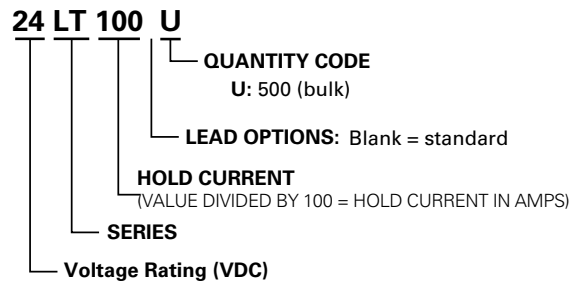 24 LT 100 U
QUANTITY CODE
U: 500 (bulk)
LEAD OPTIONS: Blank = standard
HOLD CURRENT
(VALUE DIVIDED BY 100 = HOLD CURRENT IN AMPS)
SERIES
Voltage Rating (VDC)